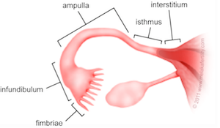 ampulla
interstitium
isthmus
infundibulum
fimbriae